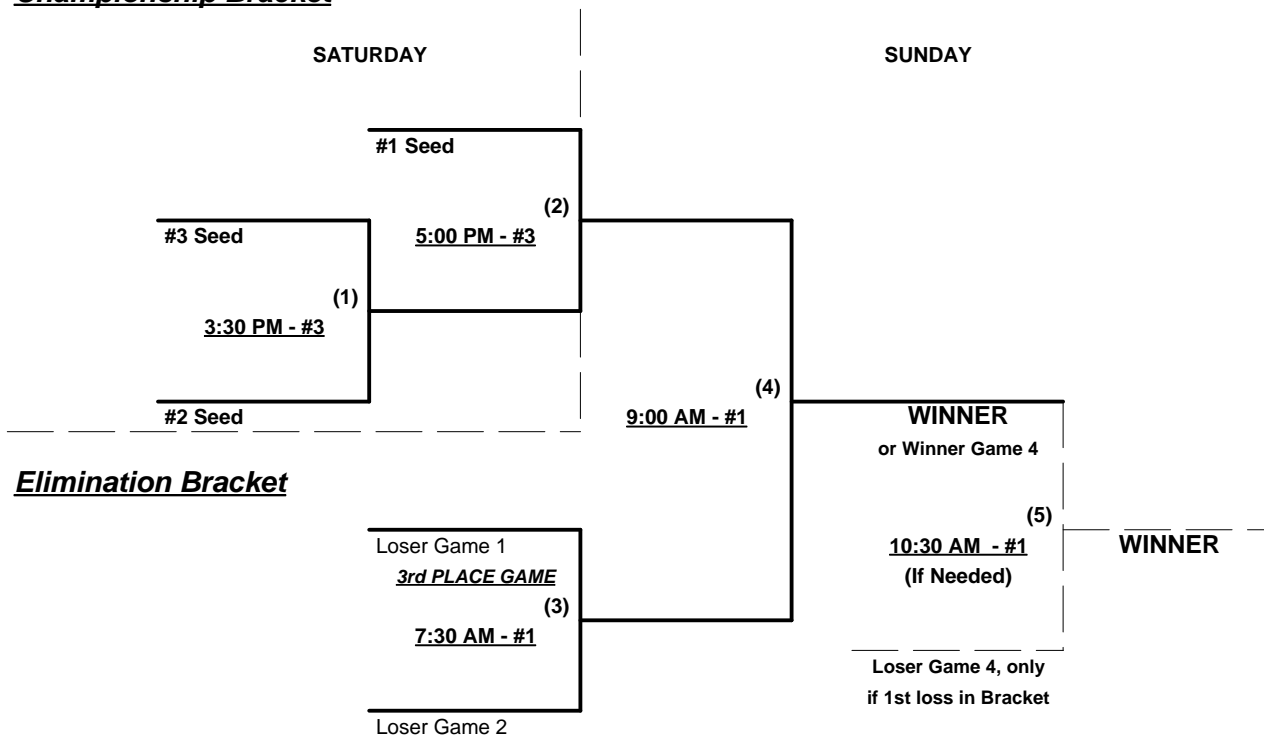 Championship Bracket
SATURDAY
SUNDAY
#1 Seed
(2)
#3 Seed
5:00 PM - #3
(1)
3:30 PM - #3
(4)
#2 Seed
9:00 AM - #1
WINNER
or Winner Game 4
Elimination Bracket
(5)
Loser Game 1
10:30 AM - #1
WINNER
3rd PLACE GAME
(If Needed)
(3)
7:30 AM - #1
Loser Game 4, only
if 1st loss in Bracket
Loser Game 2